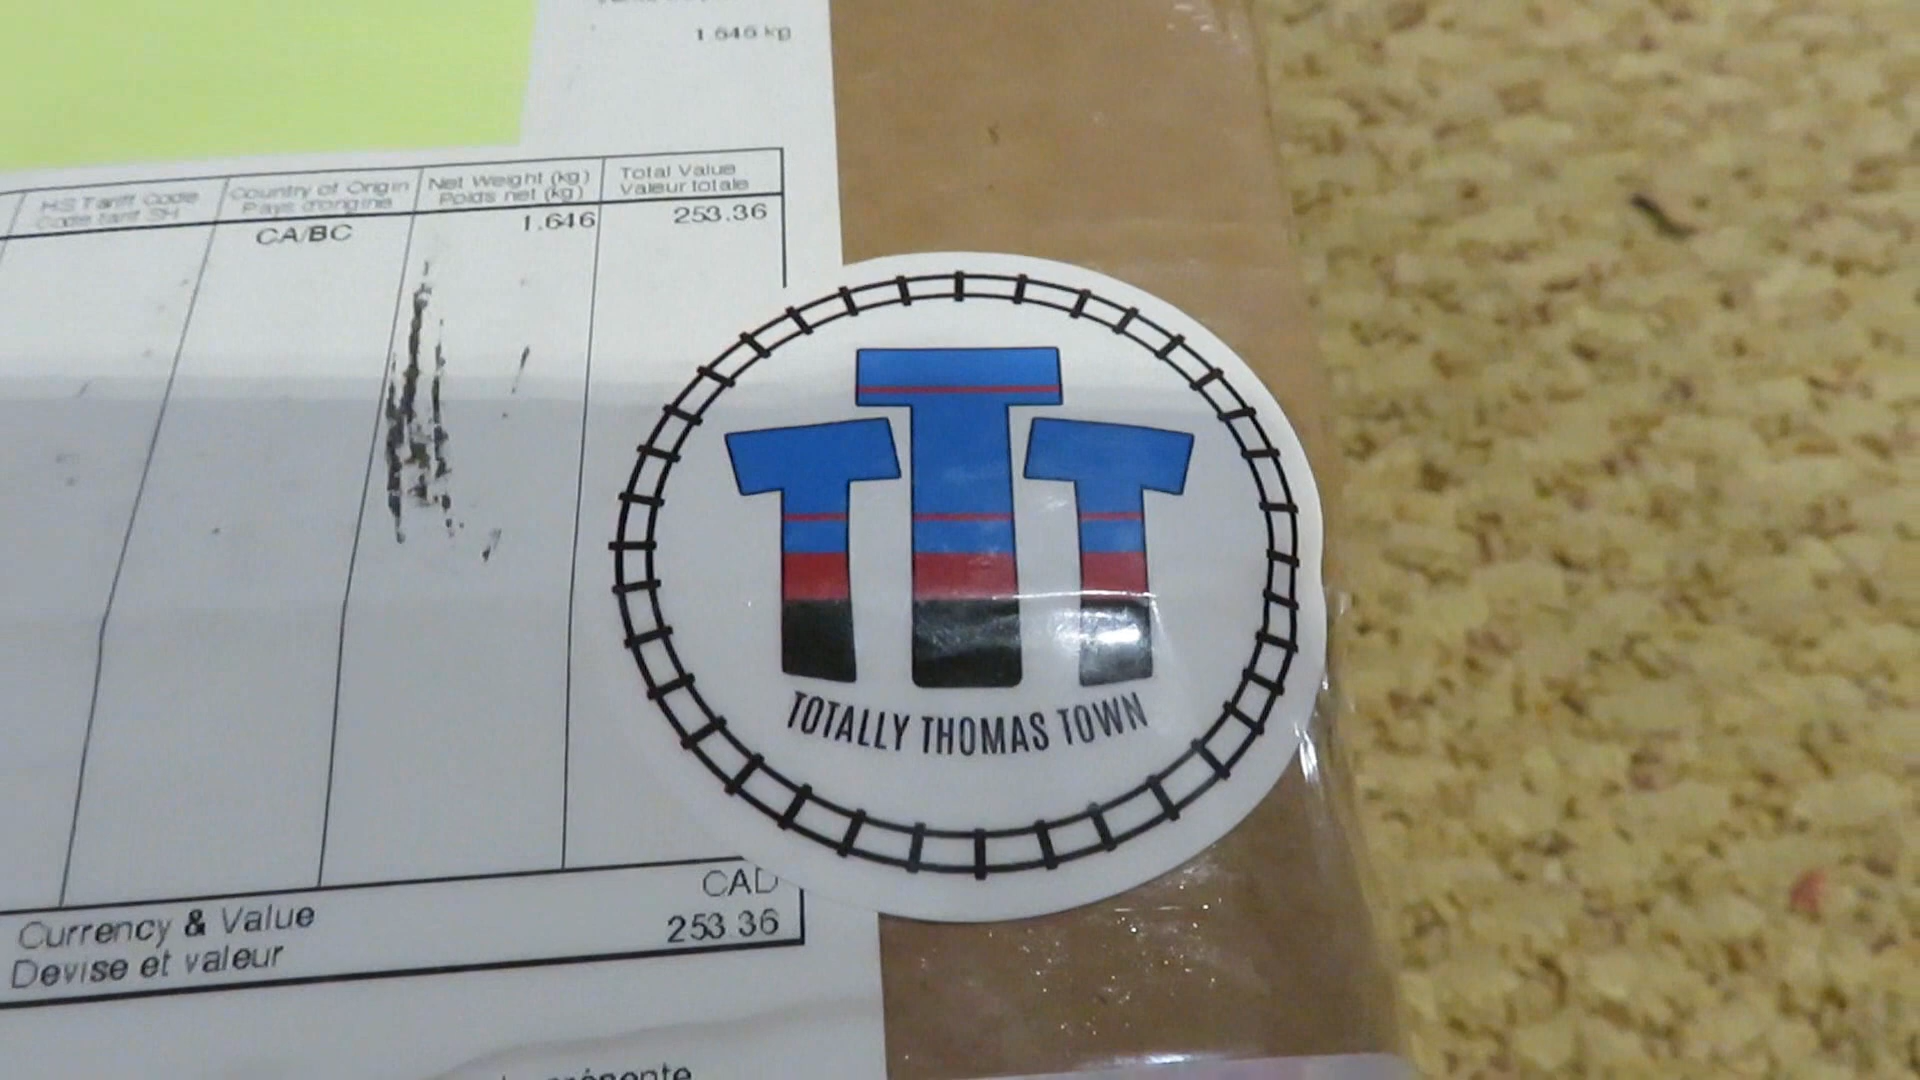 1.646 kg
HS Tariff Code
Code tarif SH
Country of Origin
Pays d'origine
Net Weight (kg)
Poids net (kg)
Total Value
Valeur totale
CA/BC
1.646
253.36
TTT
TOTALLY THOMAS TOWN
Currency & Value
Devise et valeur
CAD
253.36